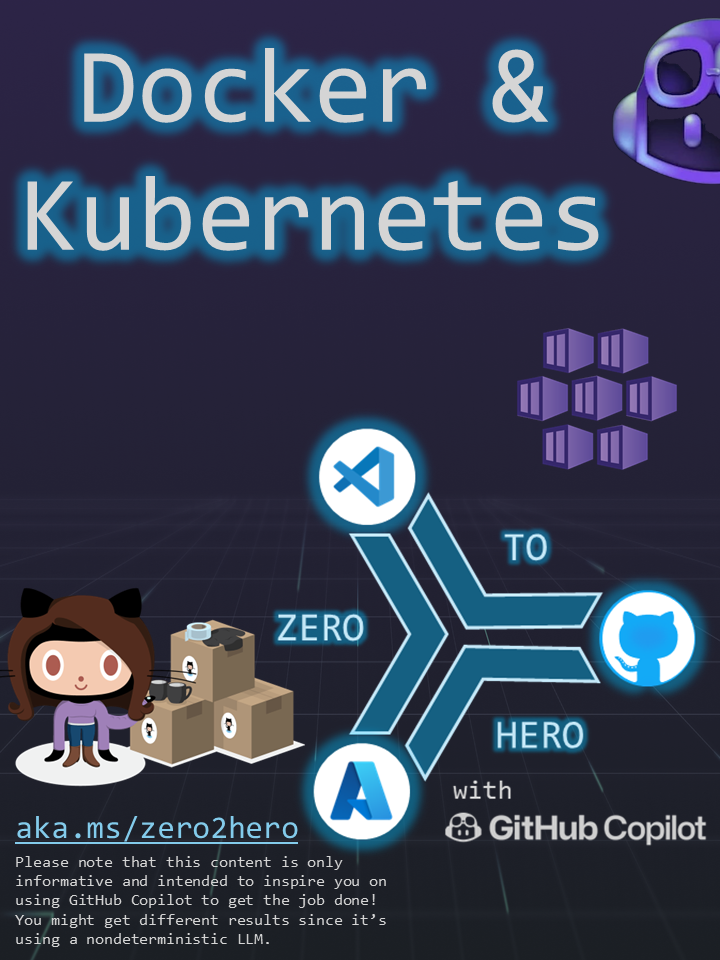 Docker &
Kubernetes
TO
ZERO
HERO
with
GitHub Copilot
aka.ms/zero2hero
Please note that this content is only
informative and intended to inspire you on
using GitHub Copilot to get the job done!
You might get different results since it’s
using a nondeterministic LLM.